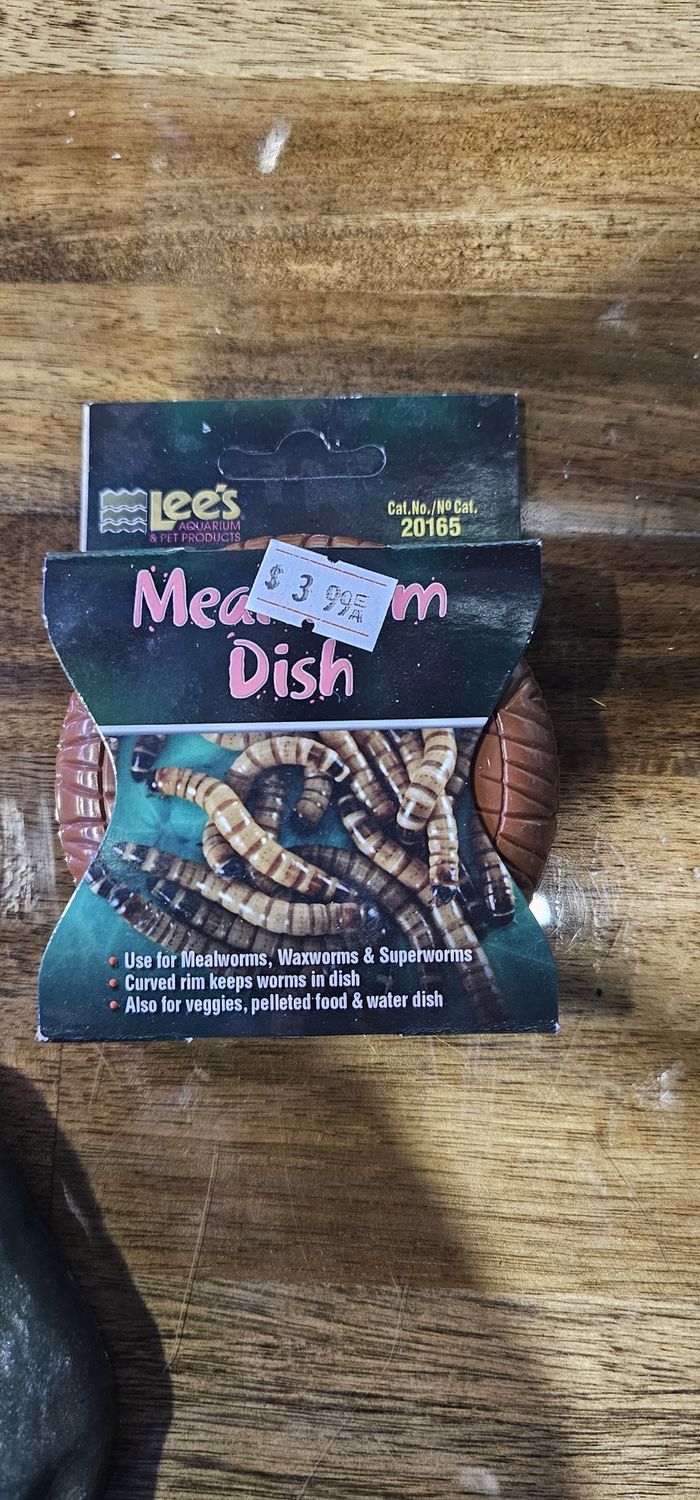 Lee's
AQUARIUM
& PET PRODUCTS
Cat.No./Nº Cat.
20165
$ 3 99 EA
Dish
• Use for Mealworms, Waxworms & Superworms
• Curved rim keeps worms in dish
• Also for veggies, pelleted food & water dish